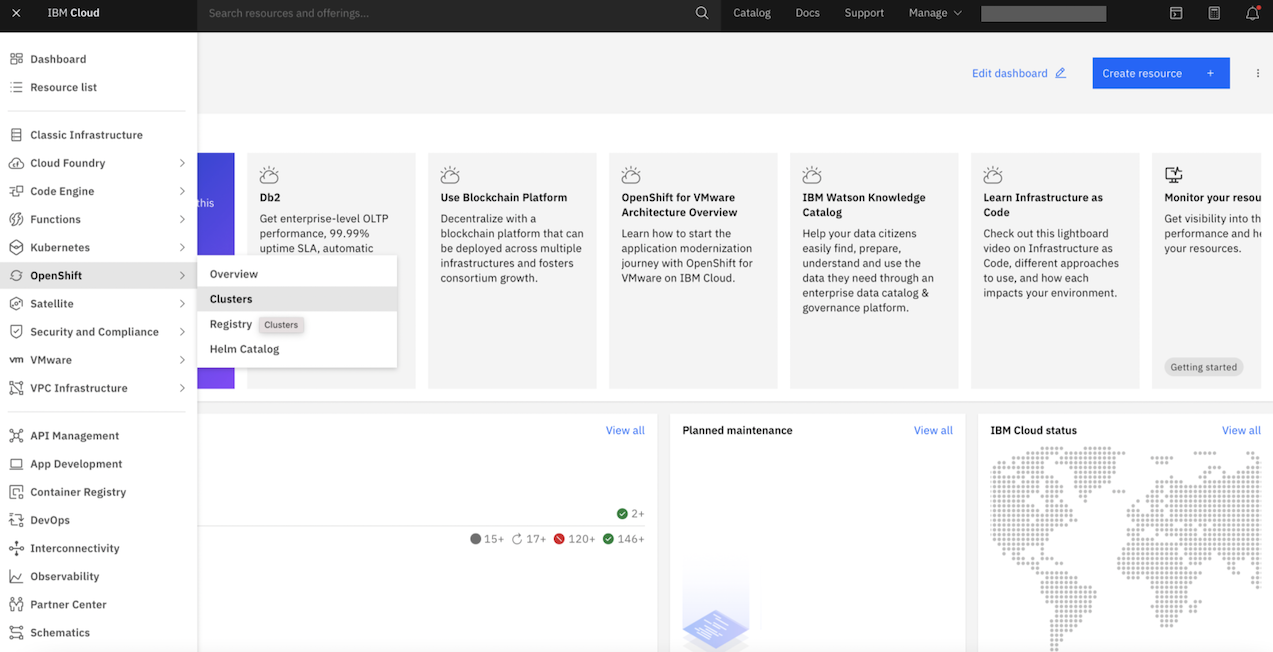 IBM Cloud
Search resources and offerings...
Catalog
Docs
Support
Manage
Dashboard
Resource list
Classic Infrastructure
Cloud Foundry
Code Engine
Functions
Kubernetes
OpenShift
Satellite
Security and Compliance
vm VMware
VPC Infrastructure
API Management
App Development
Container Registry
DevOps
Interconnectivity
Observability
Partner Center
Schematics
Overview
Clusters
Registry
Clusters
Helm Catalog
Edit dashboard
Create resource +
this
Db2
Get enterprise-level OLTP
performance, 99.99%
uptime SLA, automatic
Use Blockchain Platform
Decentralize with a
blockchain platform that can
be deployed across multiple
infrastructures and fosters
consortium growth.
OpenShift for VMware
Architecture Overview
Learn how to start the
application modernization
journey with OpenShift for
VMware on IBM Cloud.
IBM Watson Knowledge
Catalog
Help your data citizens
easily find, prepare,
understand and use the
data they need through an
enterprise data catalog &
governance platform.
Learn Infrastructure as
Code
Check out this lightboard
video on Infrastructure as
Code, different approaches
to use, and how each
impacts your environment.
Monitor your resou
Get visibility into th
performance and he
your resources.
Getting started
View all
2+
15+ 17+ 120+ 146+
Planned maintenance
View all
IBM Cloud status
View all